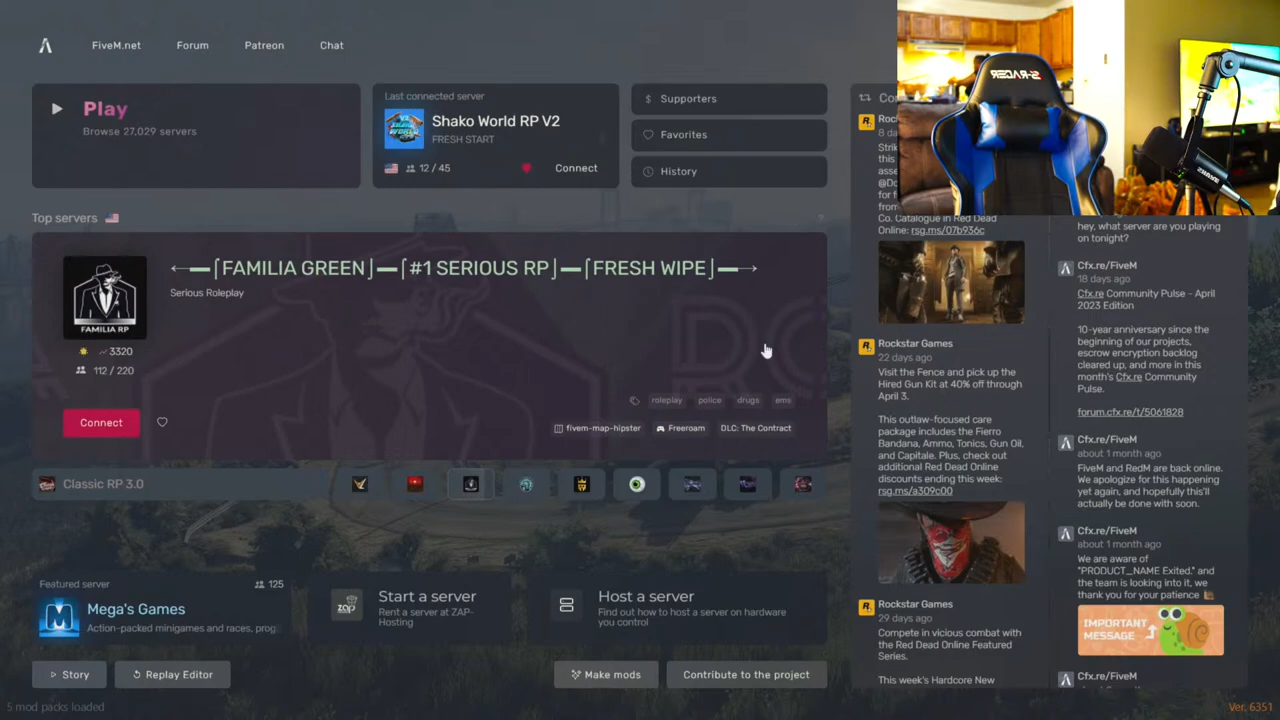 FiveM.net
Forum
Patreon
Chat
Play
Browse 27,029 servers
Last connected server
Shako World RP V2
FRESH START
12 / 45
Connect
$ Supporters
Favorites
History
Top servers
?
←—⌠FAMILIA GREEN⌡—⌠#1 SERIOUS RP⌡—⌠FRESH WIPE⌡—→
Serious Roleplay
FAMILIA RP
3320
112 / 220
roleplay
police
drugs
ems
Connect
fivem-map-hipster
Freeroam
DLC: The Contract
Classic RP 3.0
Featured server
125
Mega's Games
Action-packed minigames and races, prog
ZAP
Start a server
Rent a server at ZAP-
Hosting
Host a server
Find out how to host a server on hardware
you control
Story
Replay Editor
Make mods
Contribute to the project
5 mod packs loaded
Co. Catalogue in Red Dead
Online: rsg.ms/07b936c
Rockstar Games
22 days ago
Visit the Fence and pick up the
Hired Gun Kit at 40% off through
April 3.
This outlaw-focused care
package includes the Fierro
Bandana, Ammo, Tonics, Gun Oil,
and Capitale. Plus, check out
additional Red Dead Online
discounts ending this week:
rsg.ms/a309c00
Rockstar Games
29 days ago
Compete in vicious combat with
the Red Dead Online Featured
Series.
This week's Hardcore New
hey, what server are you playing
on tonight?
Cfx.re/FiveM
18 days ago
Cfx.re Community Pulse - April
2023 Edition
10-year anniversary since the
beginning of our projects,
escrow encryption backlog
cleared up, and more in this
month's Cfx.re Community
Pulse.
forum.cfx.re/t/5061828
Cfx.re/FiveM
about 1 month ago
FiveM and RedM are back online.
We apologize for this happening
yet again, and hopefully this'll
actually be done with soon.
Cfx.re/FiveM
about 1 month ago
We are aware of
"PRODUCT_NAME Exited." and
the team is looking into it, we
thank you for your patience
IMPORTANT
MESSAGE
Cfx.re/FiveM
Ver. 6351